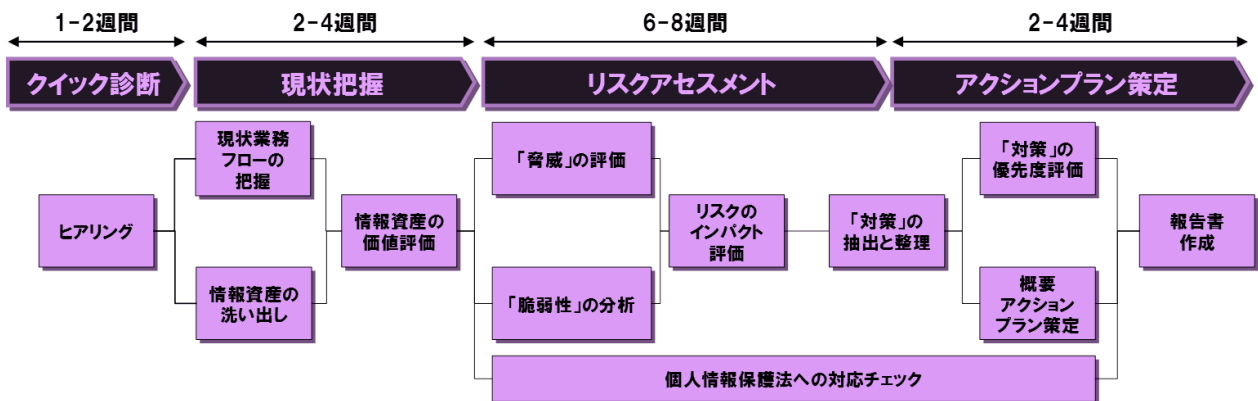 1-2週間
2-4週間
6-8週間
2-4週間
クイック診断
現状把握
リスクアセスメント
アクションプラン策定
ヒアリング
現状業務
フローの
把握
情報資産の
洗い出し
情報資産の
価値評価
「脅威」の評価
「脆弱性」の分析
リスクの
インパクト
評価
「対策」の
抽出と整理
「対策」の
優先度評価
概要
アクション
プラン策定
報告書
作成
個人情報保護法への対応チェック